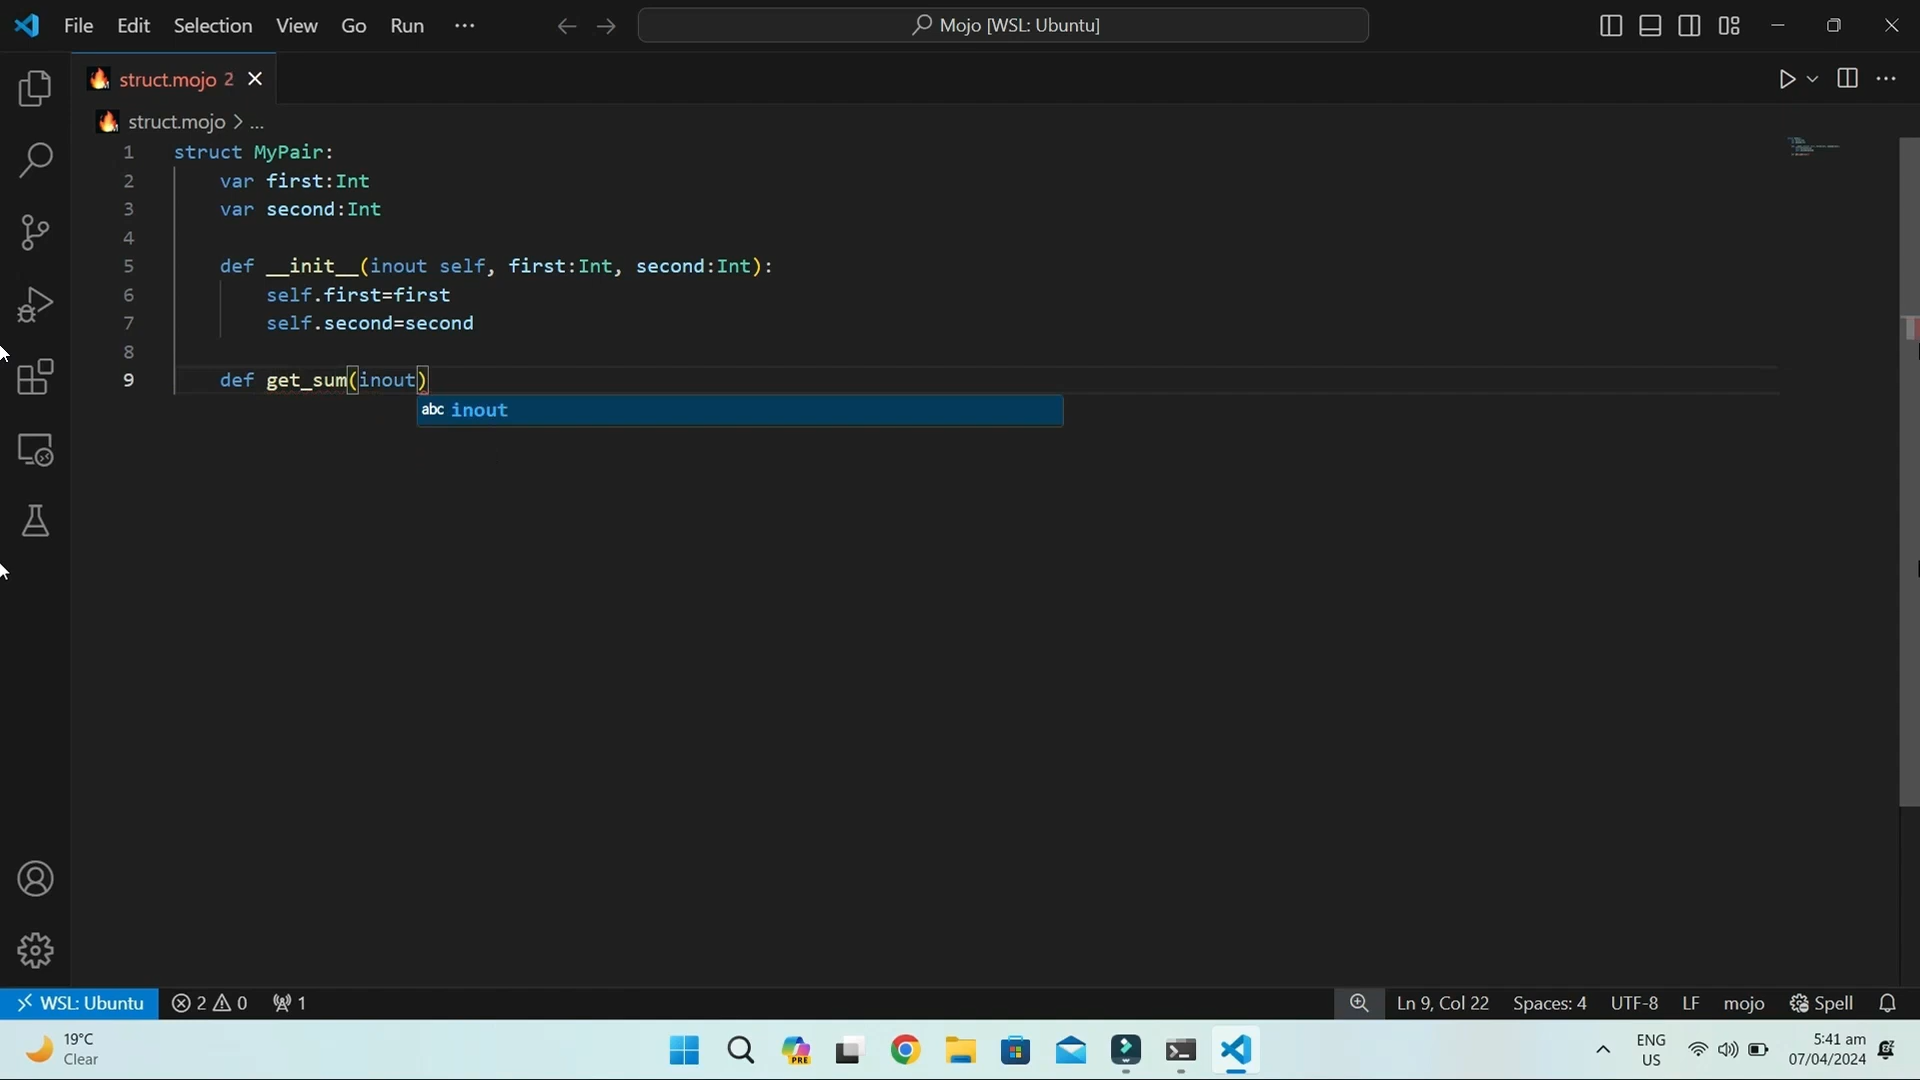 File Edit Selection View Go Run ··· Mojo [WSL: Ubuntu]
struct.mojo 2
struct.mojo > ...
1 struct MyPair:
2 var first:Int
3 var second:Int
4
5 def __init__(inout self, first:Int, second:Int):
6 self.first=first
7 self.second=second
8
9 def get_sum(inout)
abc inout
WSL: Ubuntu 2 0 1 Ln 9, Col 22 Spaces: 4 UTF-8 LF mojo Spell
19°C
Clear
PRE
ENG
US
5:41 am
07/04/2024